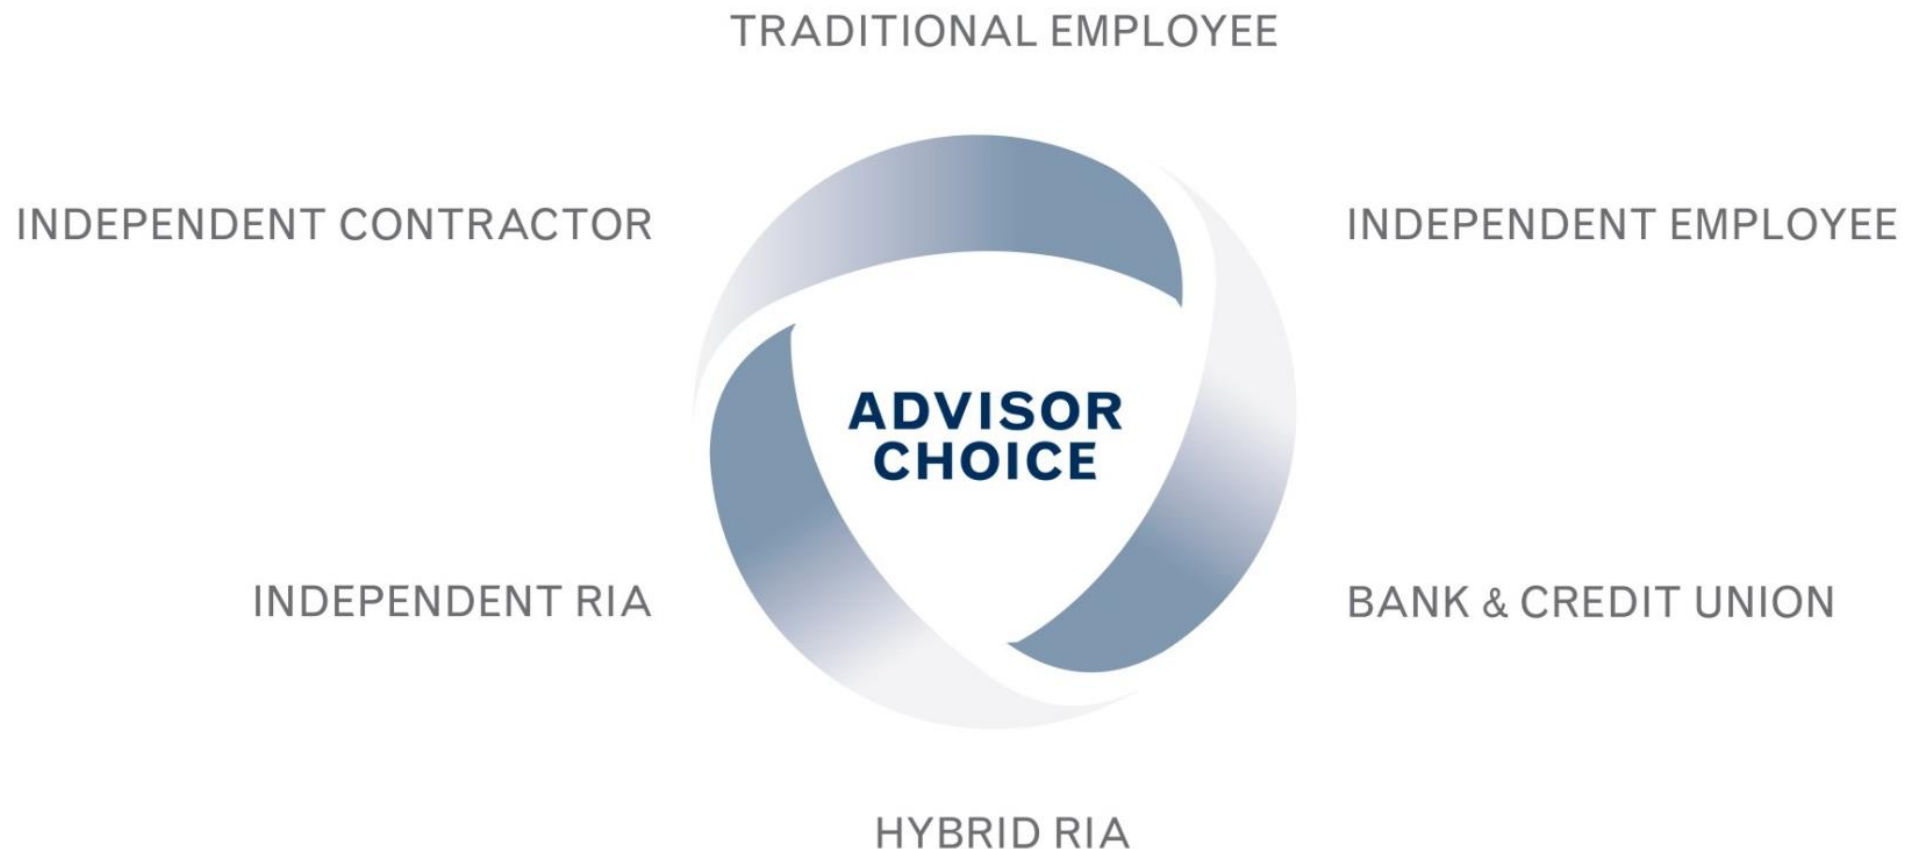 TRADITIONAL EMPLOYEE
INDEPENDENT CONTRACTOR
INDEPENDENT EMPLOYEE
ADVISOR
CHOICE
INDEPENDENT RIA
BANK & CREDIT UNION
HYBRID RIA